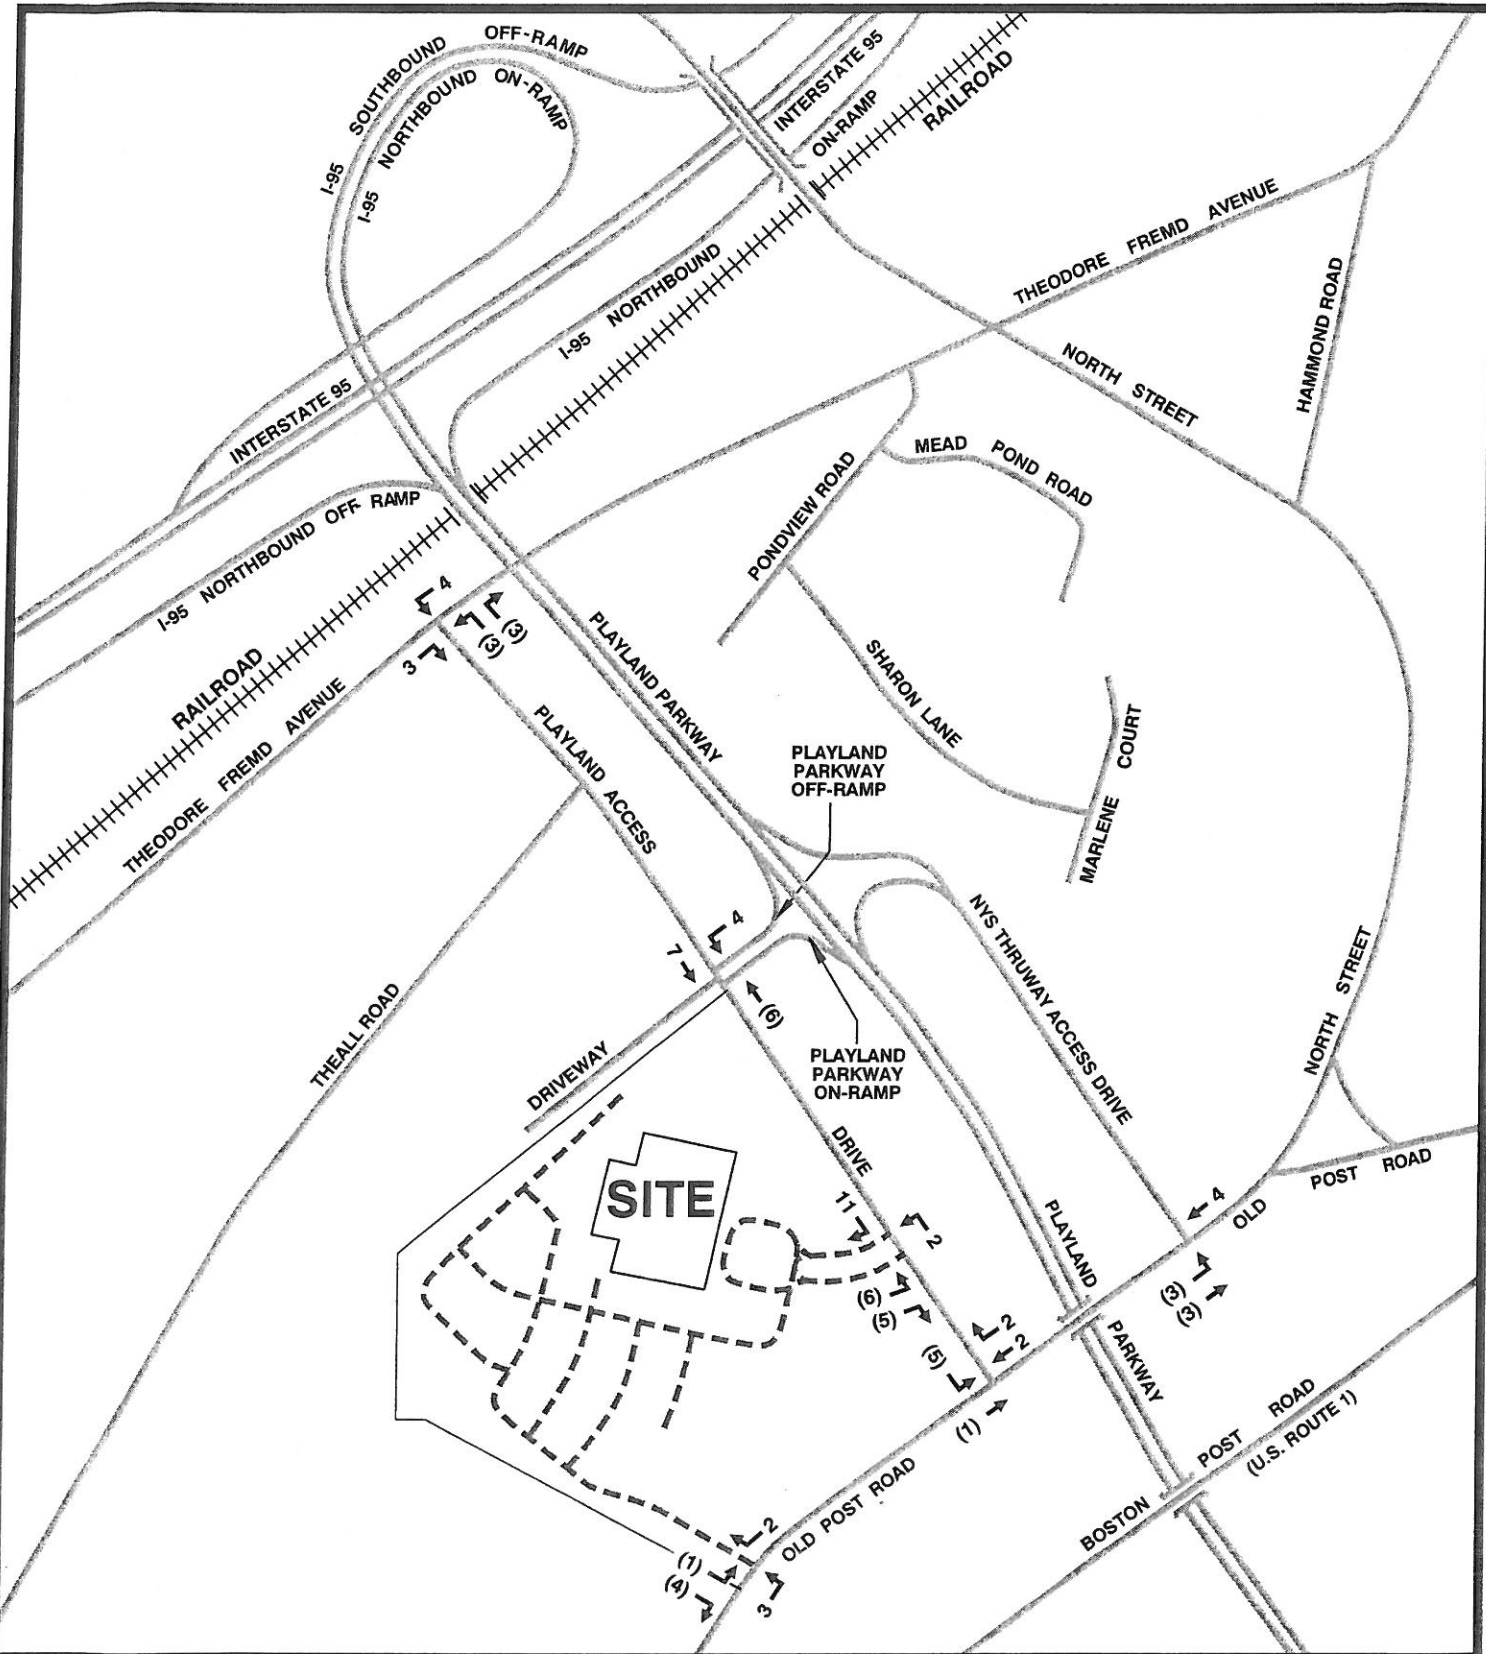 OFF-RAMP
I-95 SOUTHBOUND
I-95 NORTHBOUND ON-RAMP
INTERSTATE 95
ON-RAMP
RAILROAD
THEODORE FREMD AVENUE
HAMMOND ROAD
I-95 NORTHBOUND
NORTH STREET
INTERSTATE 95
MEAD POND ROAD
PONDVIEW ROAD
I-95 NORTHBOUND OFF RAMP
4
(3)
(3)
3
PLAYLAND PARKWAY
SHARON LANE
RAILROAD
THEODORE FREMD AVENUE
PLAYLAND ACCESS
MARLENE COURT
PLAYLAND
PARKWAY
OFF-RAMP
4
7
(6)
NYS THRUWAY ACCESS DRIVE
NORTH STREET
THEALL ROAD
DRIVEWAY
PLAYLAND
PARKWAY
ON-RAMP
DRIVE
SITE
11
2
(6)
(5)
PLAYLAND
4
OLD
POST ROAD
(3)
(3)
2
2
(5)
(1)
PARKWAY
BOSTON POST ROAD
(U.S. ROUTE 1)
OLD POST ROAD
2
(1)
(4)
3